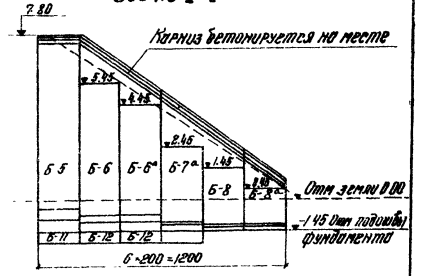 7.80
Карниз бетонируется на месте
5.45
4.45
2.45
1.45
Б-5
Б-6
Б-6а
Б-7а
Б-8
Б-8а
Отм земли 0.00
-1.45 Отм подошвы
фундамента
Б-11
Б-12
Б-12
6×200=1200